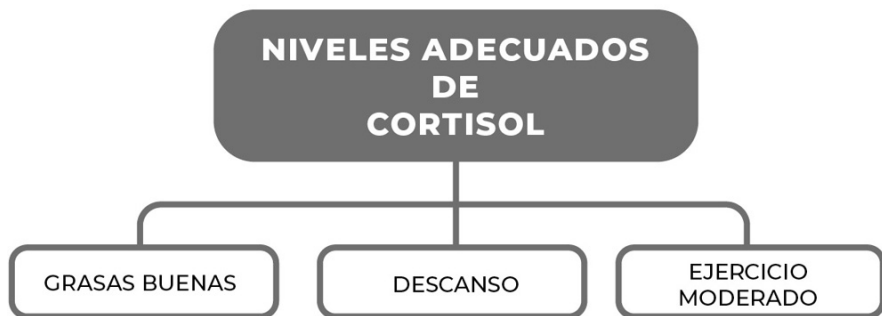 NIVELES ADECUADOS
DE
CORTISOL
GRASAS BUENAS
DESCANSO
EJERCICIO
MODERADO